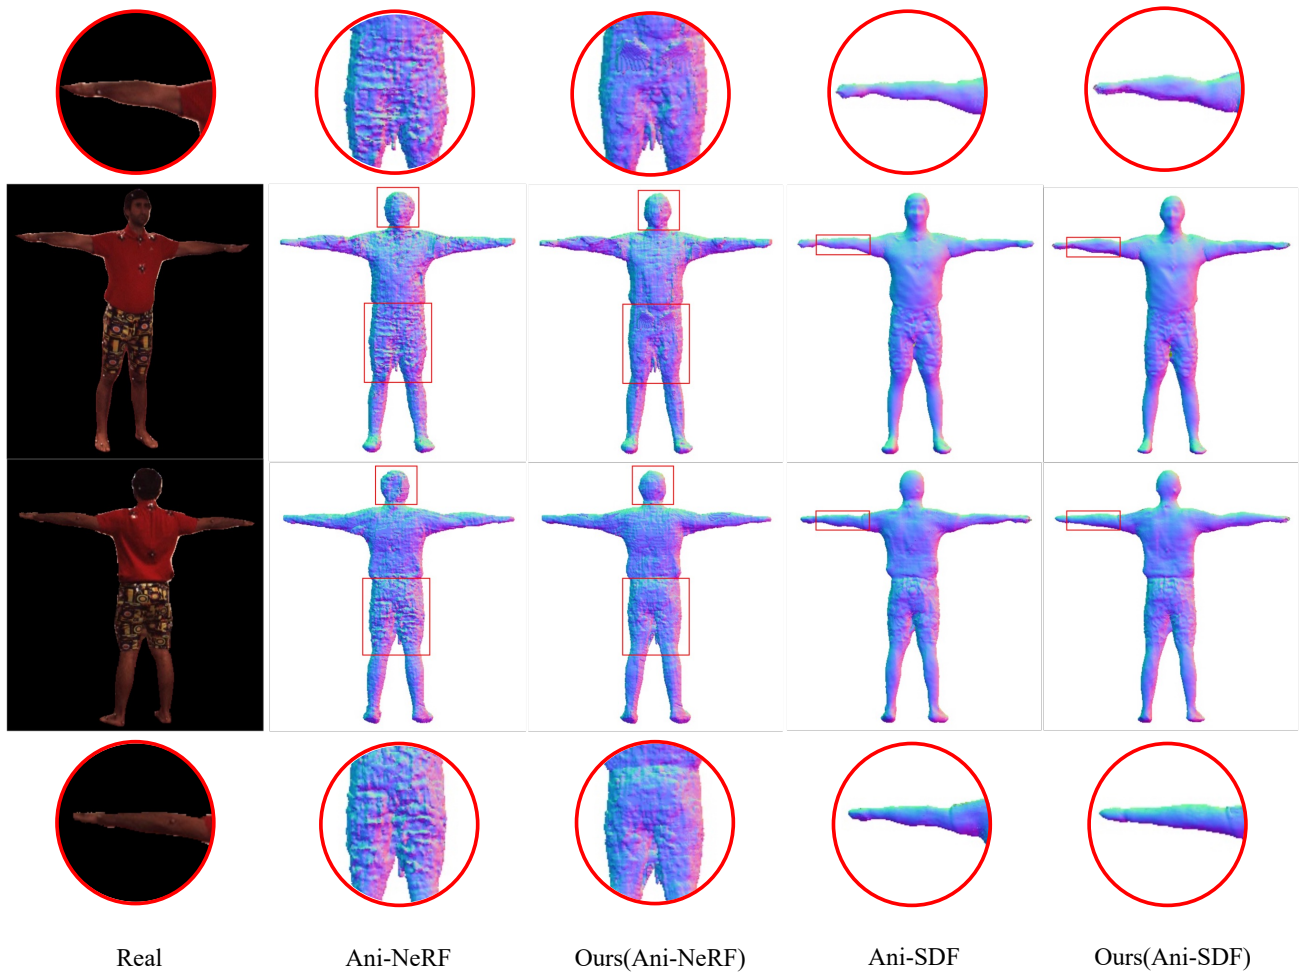 Real
Ani-NeRF
Ours(Ani-NeRF)
Ani-SDF
Ours(Ani-SDF)